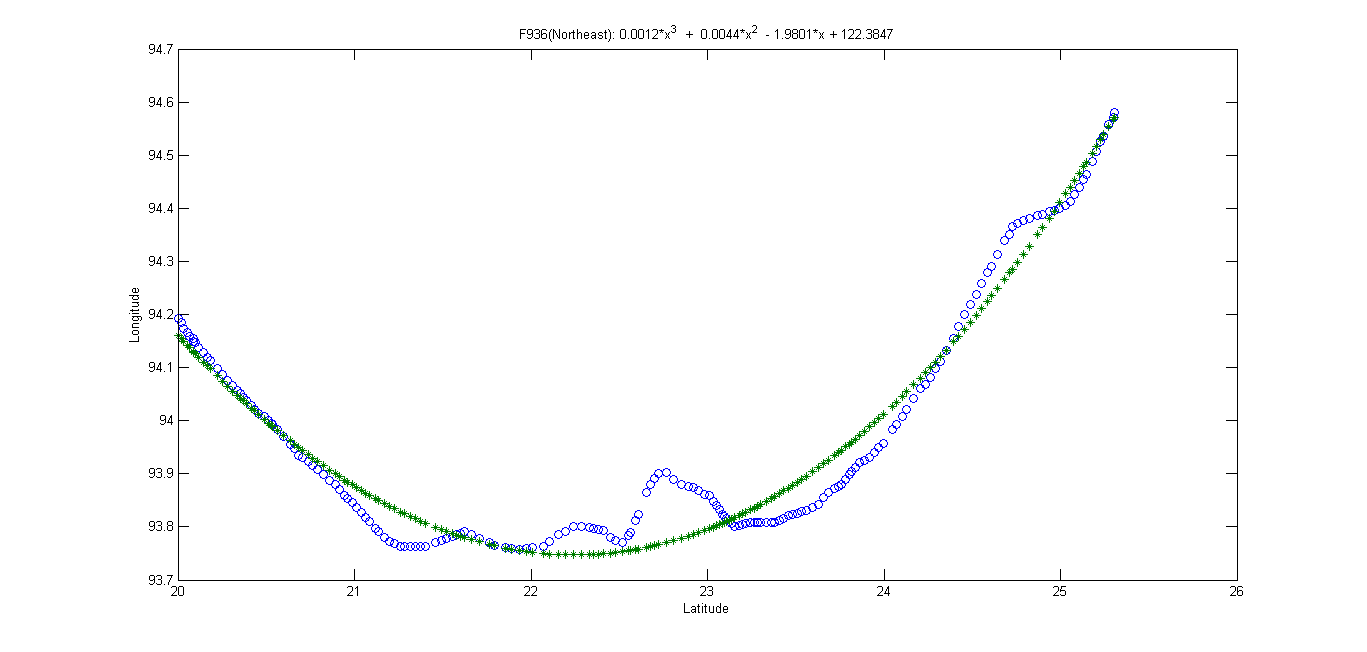 F936(Northeast): 0.0012*x^3 + 0.0044*x^2 - 1.9801*x + 122.3847
94.7
94.6
94.5
94.4
94.3
94.2
94.1
94
93.9
93.8
93.7
Longitude
20 21 22 23 24 25 26
Latitude